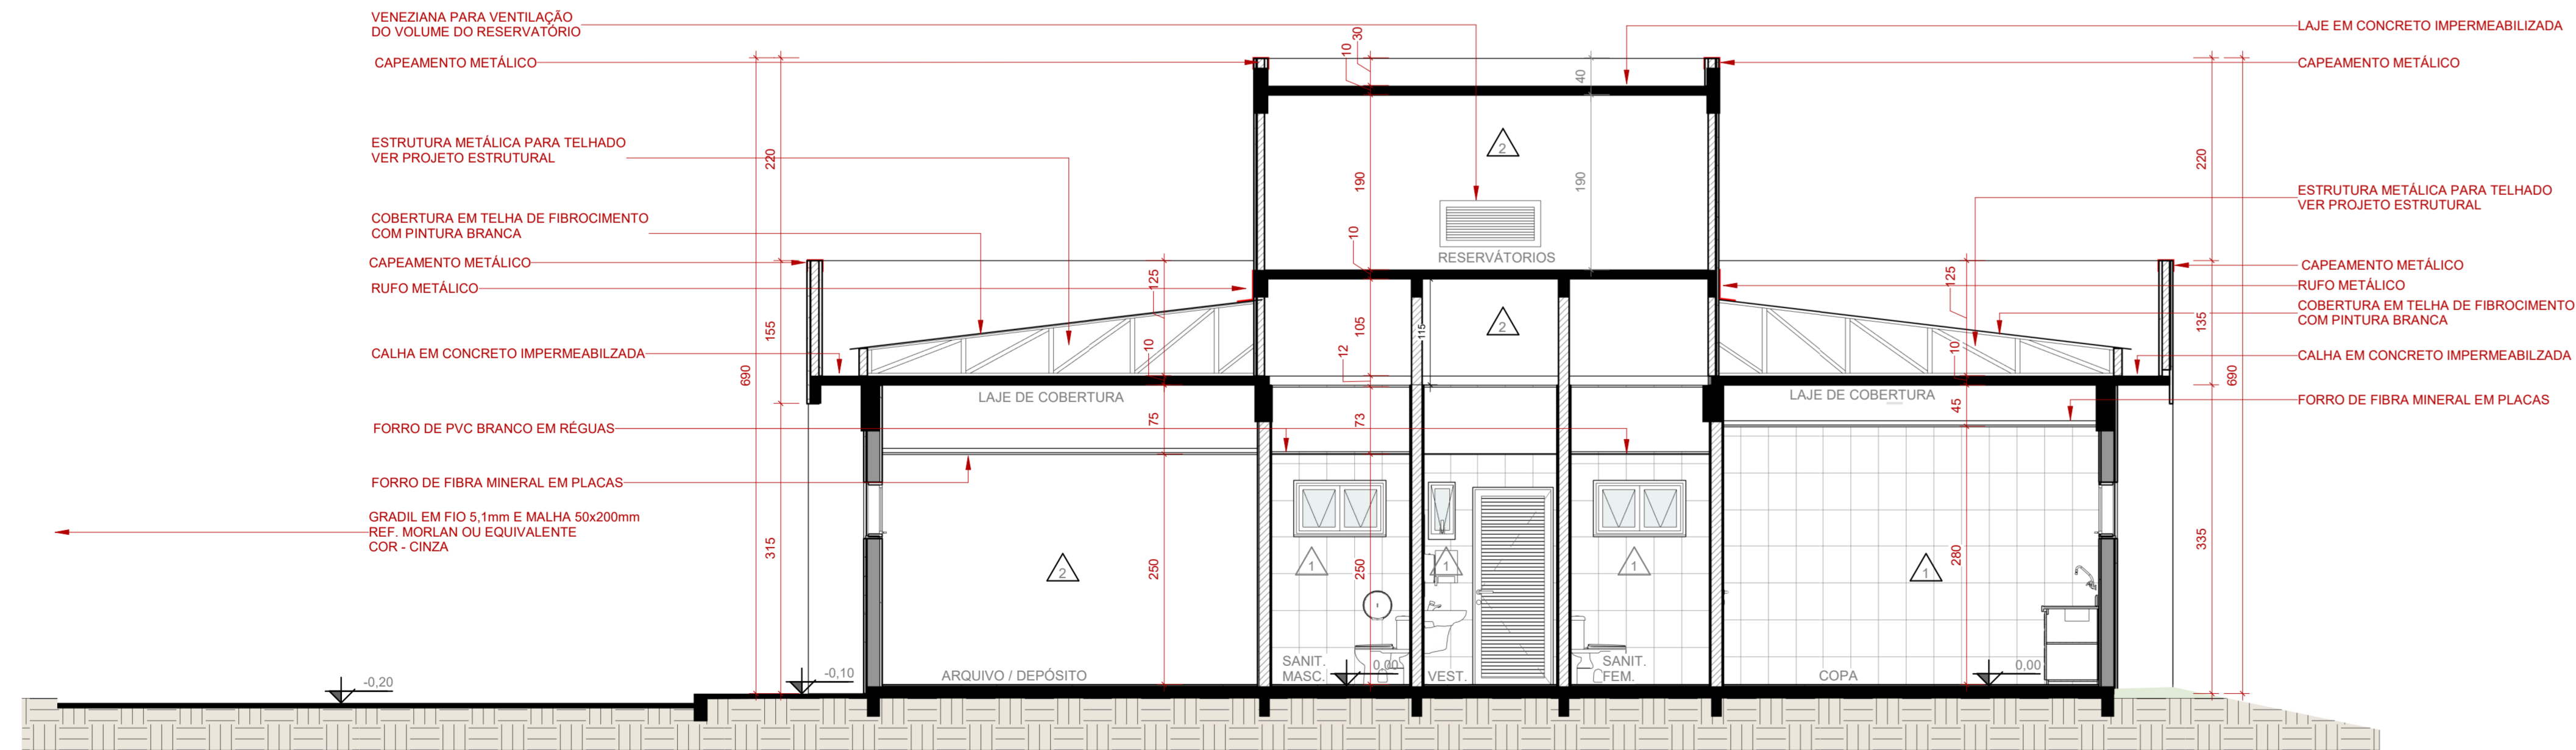 VENEZIANA PARA VENTILAÇÃO
DO VOLUME DO RESERVATÓRIO
CAPEAMENTO METÁLICO
ESTRUTURA METÁLICA PARA TELHADO
VER PROJETO ESTRUTURAL
COBERTURA EM TELHA DE FIBROCIMENTO
COM PINTURA BRANCA
CAPEAMENTO METÁLICO
RUFO METÁLICO
CALHA EM CONCRETO IMPERMEABILZADA
FORRO DE PVC BRANCO EM RÉGUAS
FORRO DE FIBRA MINERAL EM PLACAS
GRADIL EM FIO 5,1mm E MALHA 50x200mm
REF. MORLAN OU EQUIVALENTE
COR - CINZA
-0,20
690
220
155
315
-0,10
125
10
LAJE DE COBERTURA
75
250
2
ARQUIVO / DEPÓSITO
30
10
40
190
190
2
10
RESERVÁTORIOS
105
115
2
12
73
250
1
1
1
SANIT.
MASC.
0,00
VEST.
SANIT.
FEM.
125
10
LAJE DE COBERTURA
45
280
1
COPA
0,00
220
135
335
690
LAJE EM CONCRETO IMPERMEABILIZADA
CAPEAMENTO METÁLICO
ESTRUTURA METÁLICA PARA TELHADO
VER PROJETO ESTRUTURAL
CAPEAMENTO METÁLICO
RUFO METÁLICO
COBERTURA EM TELHA DE FIBROCIMENTO
COM PINTURA BRANCA
CALHA EM CONCRETO IMPERMEABILZADA
FORRO DE FIBRA MINERAL EM PLACAS